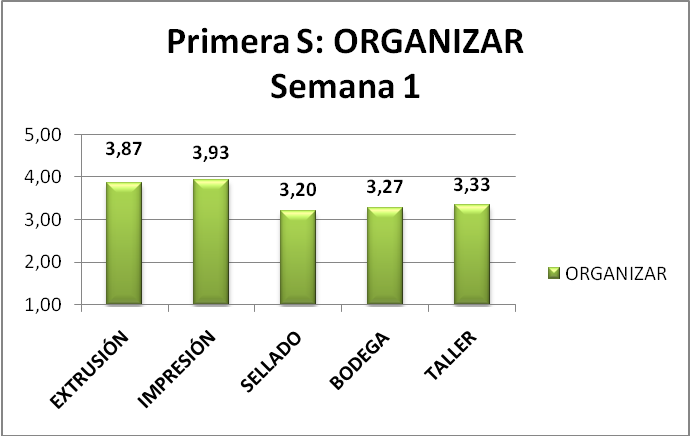 Primera S: ORGANIZAR
Semana 1
5,00
4,00
3,00
2,00
1,00
3,87
3,93
3,20
3,27
3,33
EXTRUSIÓN
IMPRESIÓN
SELLADO
BODEGA
TALLER
ORGANIZAR